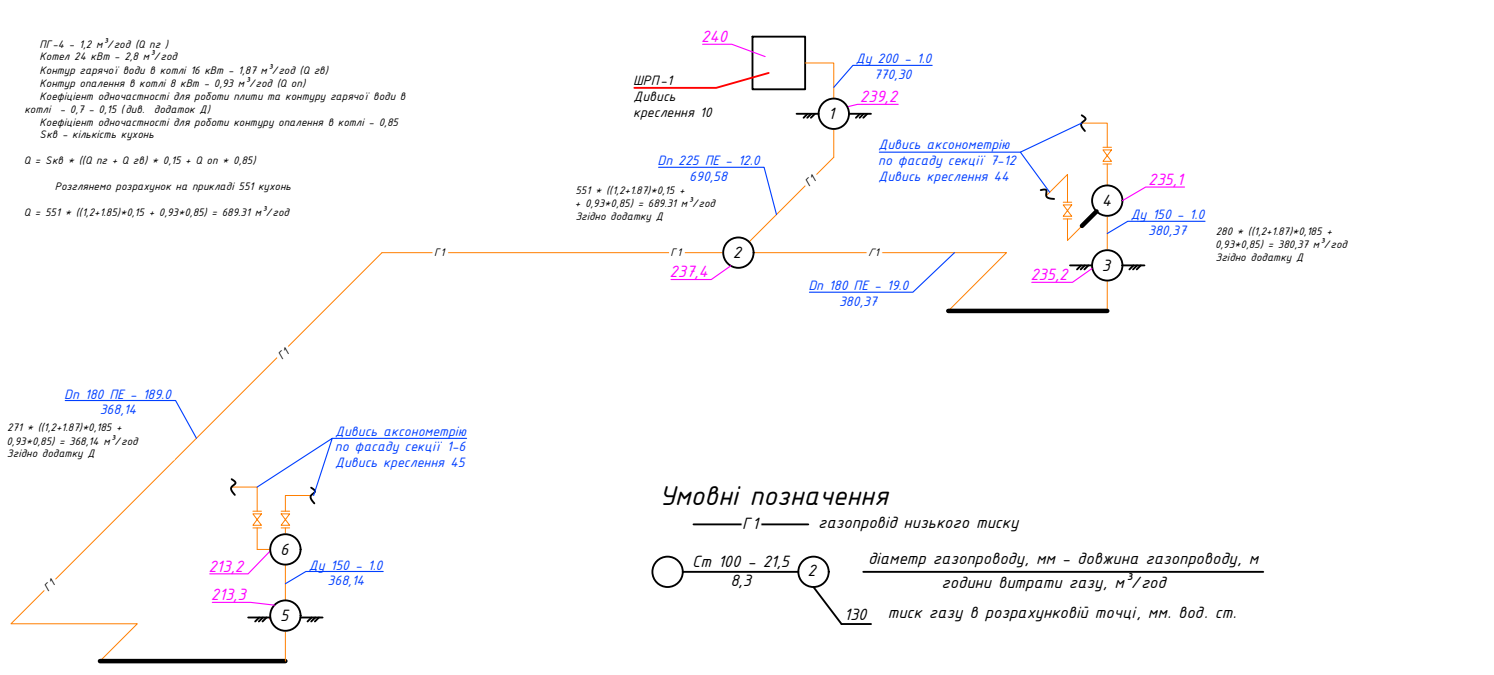 ПГ-4 - 1,2 м³/год (Q пг )
Котел 24 кВт - 2,8 м³/год
Контур гарячої води в котлі 16 кВт - 1,87 м³/год (Q гв)
Контур опалення в котлі 8 кВт - 0,93 м³/год (Q оп)
Коефіцієнт одночастності для роботи плити та контуру гарячої води в
котлі - 0,7 - 0,15 (див. додаток Д)
Коефіцієнт одночастності для роботи контуру опалення в котлі - 0,85
Sкв - кількість кухонь
Q = Sкв * ((Q пг + Q гв) * 0,15 + Q оп * 0,85)
Розглянемо розрахунок на прикладі 551 кухонь
Q = 551 * ((1,2+1.85)*0,15 + 0,93*0,85) = 689.31 м³/год
240
ШРП-1
Дивись
креслення 10
Ду 200 - 1.0
770,30
239,2
1
Dn 225 ПЕ - 12.0
690,58
551 * ((1,2+1.87)*0,15 +
+ 0,93*0,85) = 689.31 м³/год
Згідно додатку Д
Г1
Дивись аксонометрію
по фасаду секції 7-12
Дивись креслення 44
235,1
4
Ду 150 - 1.0
380,37
280 * ((1,2+1.87)*0,185 +
0,93*0,85) = 380,37 м³/год
Згідно додатку Д
235,2
3
Г1
Г1
2
Г1
237,4
Dn 180 ПЕ - 19.0
380,37
Г1
Dn 180 ПЕ - 189.0
368,14
271 * ((1,2+1.87)*0,185 +
0,93*0,85) = 368,14 м³/год
Згідно додатку Д
Дивись аксонометрію
по фасаду секції 1-6
Дивись креслення 45
6
213,2
Ду 150 - 1.0
368,14
213,3
5
Г1
Умовні позначення
Г1 газопровід низького тиску
Ст 100 - 21,5
8,3
2
130
діаметр газопроводу, мм - довжина газопроводу, м
години витрати газу, м³/год
тиск газу в розрахунковій точці, мм. вод. ст.